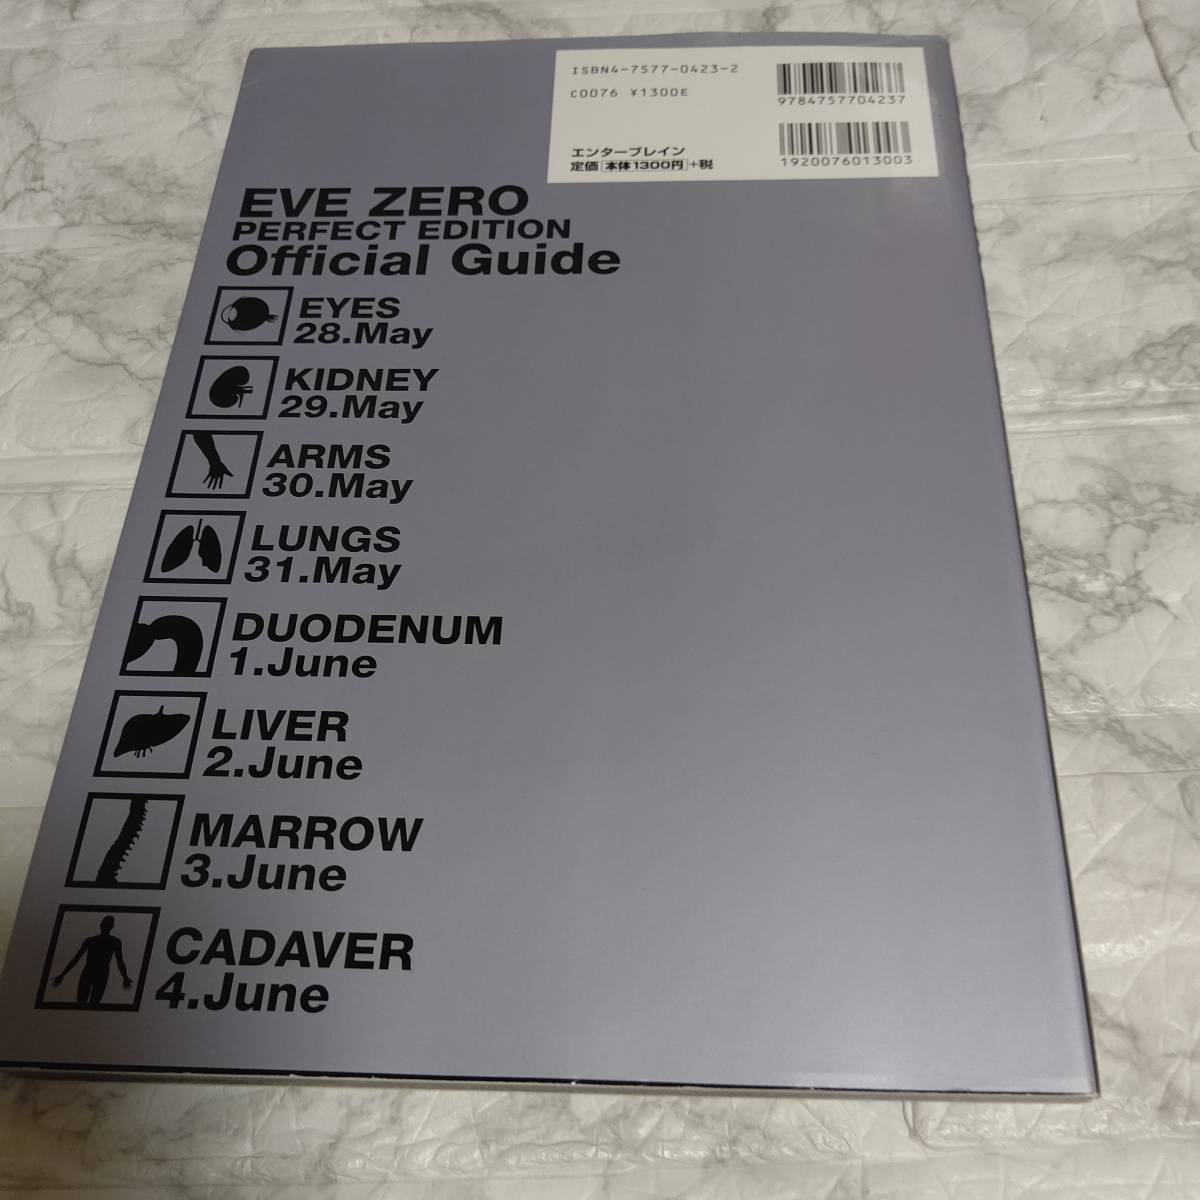 ISBN4-7577-0423-2
C0076 ¥1300E
9784757704237
エンターブレイン
定価 本体1300円 +税
1920076013003
EVE ZERO
PERFECT EDITION
Official Guide
EYES
28.May
KIDNEY
29.May
ARMS
30.May
LUNGS
31.May
DUODENUM
1.June
LIVER
2.June
MARROW
3.June
CADAVER
4.June